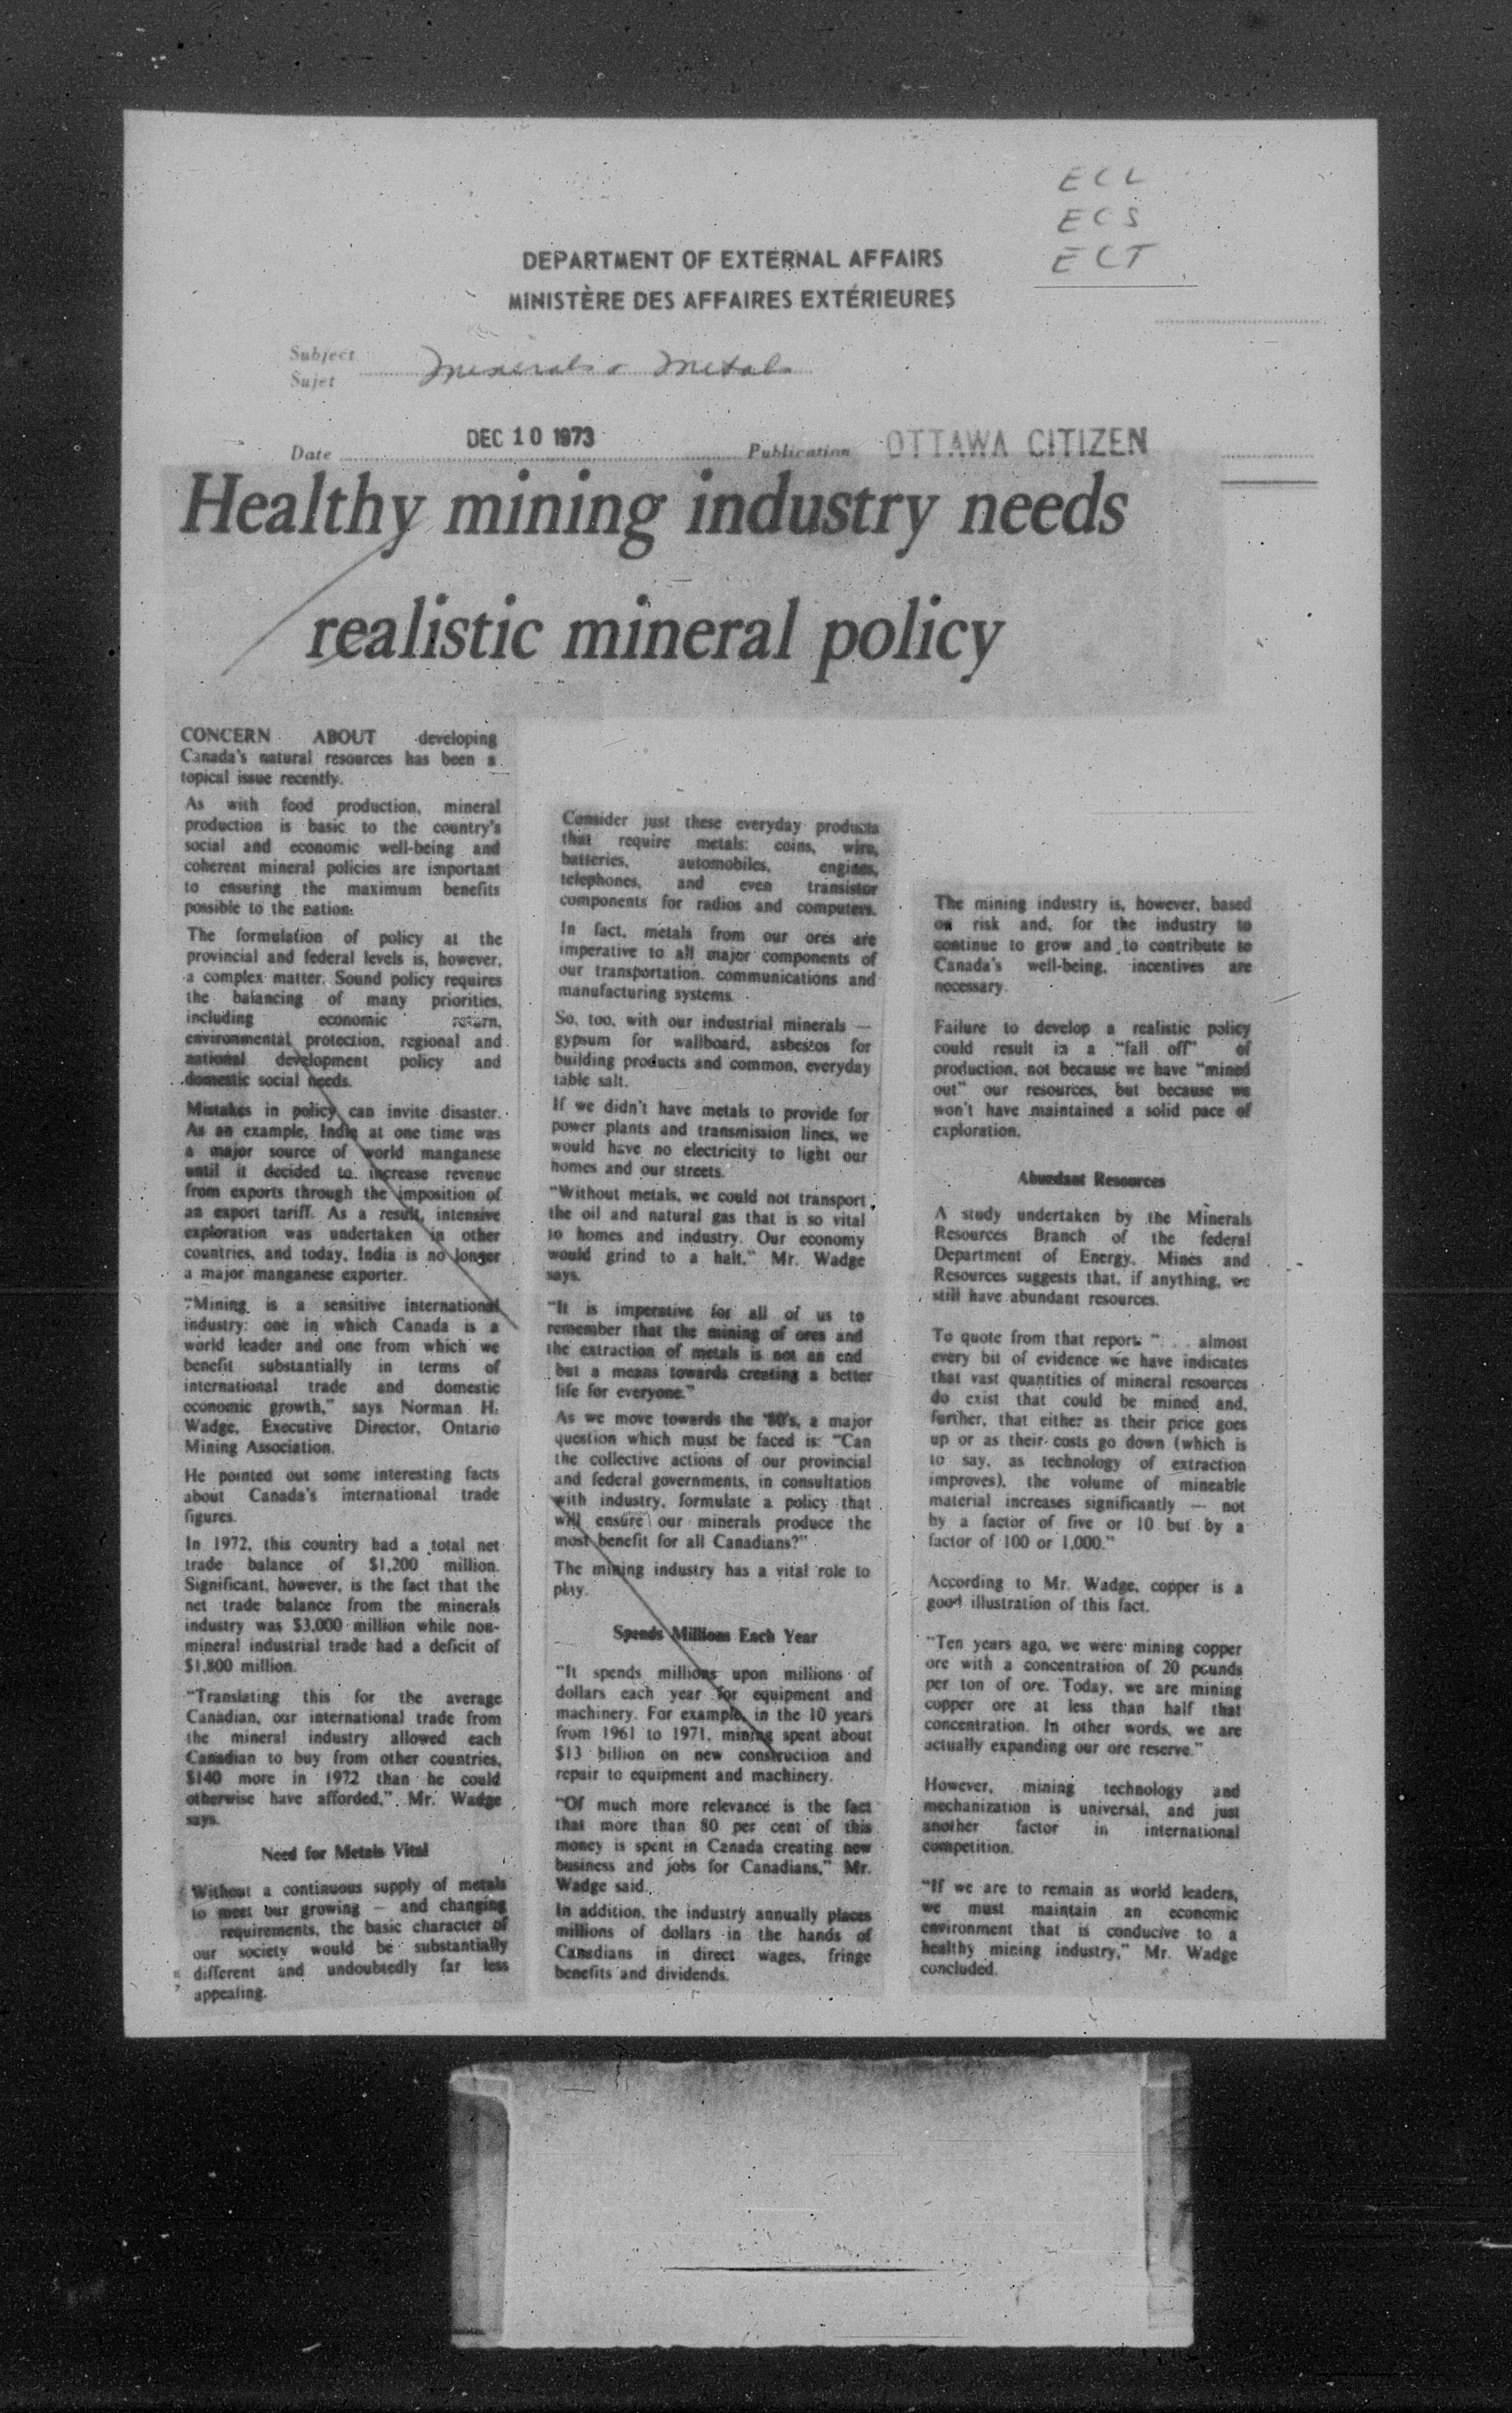 ECL
ECS
ECT
DEPARTMENT OF EXTERNAL AFFAIRS
MINISTÈRE DES AFFAIRES EXTÉRIEURES
Subject
Sujet
Minerals & Metals
Date
DEC 10 1973
Publication
OTTAWA CITIZEN
Healthy mining industry needs
realistic mineral policy
CONCERN ABOUT developing
Canada's natural resources has been a
topical issue recently.
As with food production, mineral
production is basic to the country's
social and economic well-being and
coherent mineral policies are important
to ensuring the maximum benefits
possible to the nation.
The formulation of policy at the
provincial and federal levels is, however,
a complex matter. Sound policy requires
the balancing of many priorities,
including economic return,
environmental protection, regional and
national development policy and
domestic social needs.
Mistakes in policy can invite disaster.
As an example, India at one time was
a major source of world manganese
until it decided to increase revenue
from exports through the imposition of
an export tariff. As a result, intensive
exploration was undertaken in other
countries, and today, India is no longer
a major manganese exporter.
"Mining is a sensitive international
industry: one in which Canada is a
world leader and one from which we
benefit substantially in terms of
international trade and domestic
economic growth," says Norman H.
Wadge, Executive Director, Ontario
Mining Association.
He pointed out some interesting facts
about Canada's international trade
figures.
In 1972, this country had a total net
trade balance of $1,200 million.
Significant, however, is the fact that the
net trade balance from the minerals
industry was $3,000 million while non-
mineral industrial trade had a deficit of
$1,800 million.
"Translating this for the average
Canadian, our international trade from
the mineral industry allowed each
Canadian to buy from other countries,
$140 more in 1972 than he could
otherwise have afforded," Mr. Wadge
says.
Need for Metals Vital
Without a continuous supply of metals
to meet our growing — and changing
requirements, the basic character of
our society would be substantially
different and undoubtedly far less
appealing.
Consider just these everyday products
that require metals: coins, wire,
batteries, automobiles, engines,
telephones, and even transistor
components for radios and computers.
In fact, metals from our ores are
imperative to all major components of
our transportation, communications and
manufacturing systems.
So, too, with our industrial minerals —
gypsum for wallboard, asbestos for
building products and common, everyday
table salt.
If we didn't have metals to provide for
power plants and transmission lines, we
would have no electricity to light our
homes and our streets.
"Without metals, we could not transport
the oil and natural gas that is so vital
to homes and industry. Our economy
would grind to a halt," Mr. Wadge
says.
"It is imperative for all of us to
remember that the mining of ores and
the extraction of metals is not an end
but a means towards creating a better
life for everyone."
As we move towards the '80's, a major
question which must be faced is: "Can
the collective actions of our provincial
and federal governments, in consultation
with industry, formulate a policy that
will ensure our minerals produce the
most benefit for all Canadians?"
The mining industry has a vital role to
play.
Spends Millions Each Year
"It spends millions upon millions of
dollars each year for equipment and
machinery. For example, in the 10 years
from 1961 to 1971, mining spent about
$13 billion on new construction and
repair to equipment and machinery.
"Of much more relevance is the fact
that more than 80 per cent of this
money is spent in Canada creating new
business and jobs for Canadians," Mr.
Wadge said.
In addition, the industry annually places
millions of dollars in the hands of
Canadians in direct wages, fringe
benefits and dividends.
The mining industry is, however, based
on risk and, for the industry to
continue to grow and to contribute to
Canada's well-being, incentives are
necessary.
Failure to develop a realistic policy
could result in a "fall off" of
production, not because we have "mined
out" our resources, but because we
won't have maintained a solid pace of
exploration.
Abundant Resources
A study undertaken by the Minerals
Resources Branch of the federal
Department of Energy, Mines and
Resources suggests that, if anything, we
still have abundant resources.
To quote from that report: ". . . almost
every bit of evidence we have indicates
that vast quantities of mineral resources
do exist that could be mined and,
further, that either as their price goes
up or as their costs go down (which is
to say, as technology of extraction
improves), the volume of mineable
material increases significantly — not
by a factor of five or 10 but by a
factor of 100 or 1,000."
According to Mr. Wadge, copper is a
good illustration of this fact.
"Ten years ago, we were mining copper
ore with a concentration of 20 pounds
per ton of ore. Today, we are mining
copper ore at less than half that
concentration. In other words, we are
actually expanding our ore reserve."
However, mining technology and
mechanization is universal, and just
another factor in international
competition.
"If we are to remain as world leaders,
we must maintain an economic
environment that is conducive to a
healthy mining industry," Mr. Wadge
concluded.